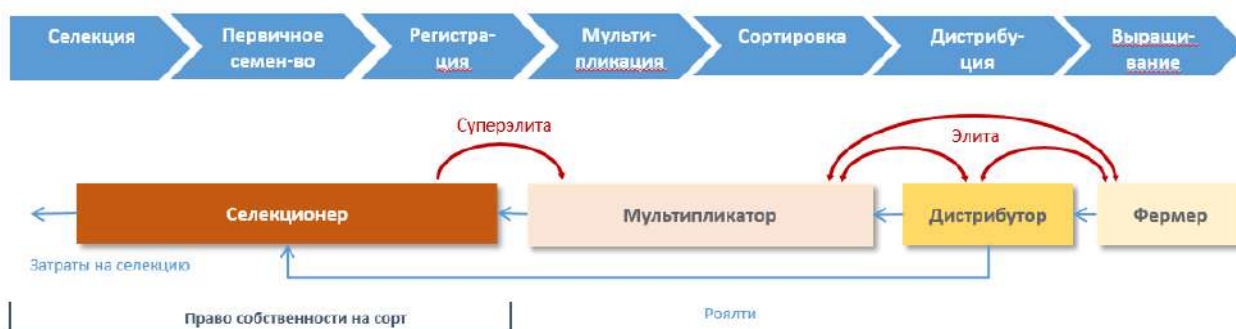 Селекция
Первичное
семен-во
Регистра-
ция
Мульти-
пликация
Сортировка
Дистрибу-
ция
Выращи-
вание
Суперэлита
Элита
Селекционер
Мультипликатор
Дистрибутор
Фермер
Затраты на селекцию
Право собственности на сорт
Роялти